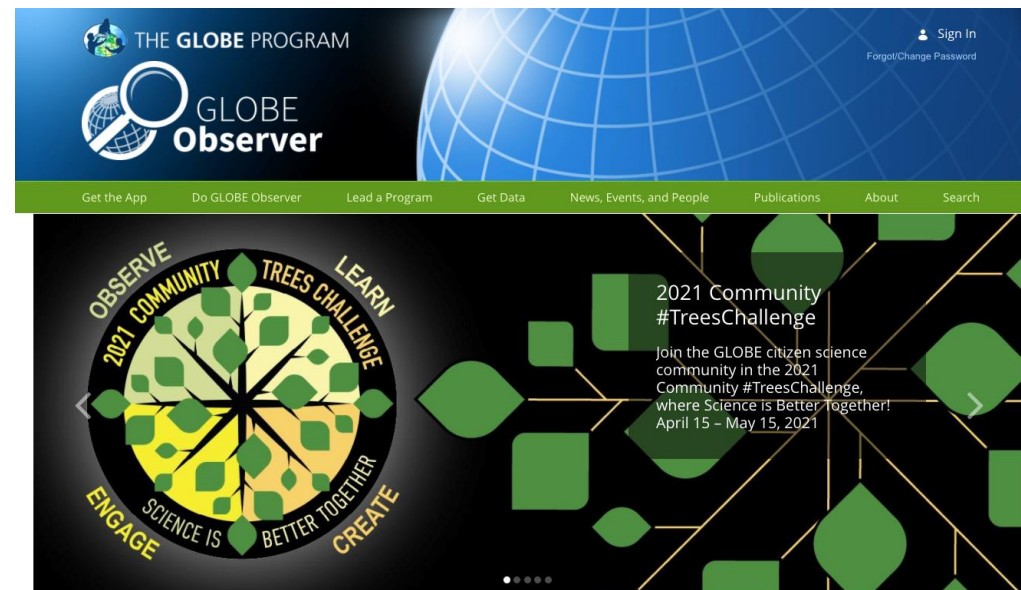 THE GLOBE PROGRAM
GLOBE
Observer
Sign In
Forgot/Change Password
Get the App
Do GLOBE Observer
Lead a Program
Get Data
News, Events, and People
Publications
About
Search
OBSERVE
LEARN
2021 COMMUNITY TREES CHALLENGE
SCIENCE IS BETTER TOGETHER
ENGAGE
CREATE
2021 Community
#TreesChallenge
Join the GLOBE citizen science
community in the 2021
Community #TreesChallenge,
where Science is Better Together!
April 15 – May 15, 2021